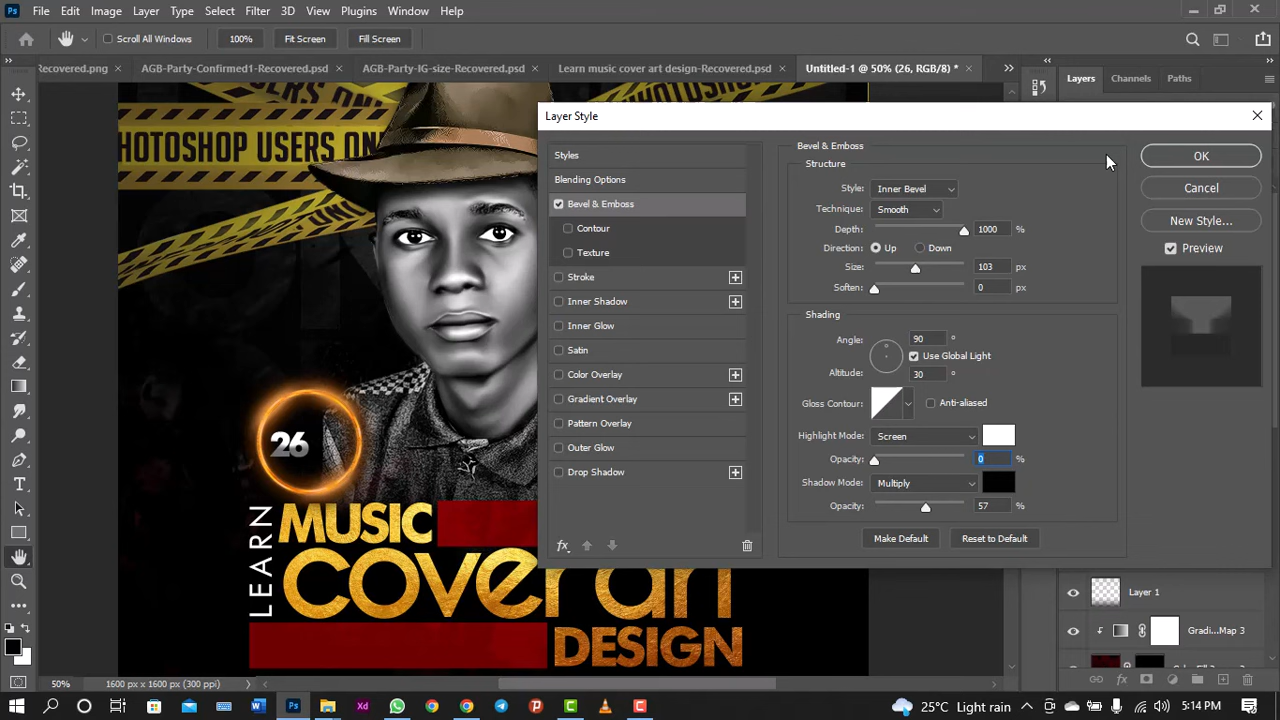 Ps File Edit Image Layer Type Select Filter 3D View Plugins Window Help
Scroll All Windows 100% Fit Screen Fill Screen
Recovered.png × AGB-Party-Confirmed1-Recovered.psd × AGB-Party-IG-size-Recovered.psd × Learn music cover art design-Recovered.psd × Untitled-1 @ 50% (26, RGB/8) * ×
Layers Channels Paths
PHOTOSHOP
USERS ON
HOTOSHOP USERS ONL
26
LEARN
MUSIC
cover art
DESIGN
Layer Style
Styles
Blending Options
Bevel & Emboss
Contour
Texture
Stroke
Inner Shadow
Inner Glow
Satin
Color Overlay
Gradient Overlay
Pattern Overlay
Outer Glow
Drop Shadow
fx
Bevel & Emboss
Structure
Style: Inner Bevel
Technique: Smooth
Depth: 1000 %
Direction: Up Down
Size: 103 px
Soften: 0 px
Shading
Angle: 90 °
Use Global Light
Altitude: 30 °
Gloss Contour: Anti-aliased
Highlight Mode: Screen
Opacity: 0 %
Shadow Mode: Multiply
Opacity: 57 %
Make Default Reset to Default
OK
Cancel
New Style...
Preview
Layer 1
Gradi...Map 3
50% 1600 px x 1600 px (300 ppi)
25°C Light rain 5:14 PM